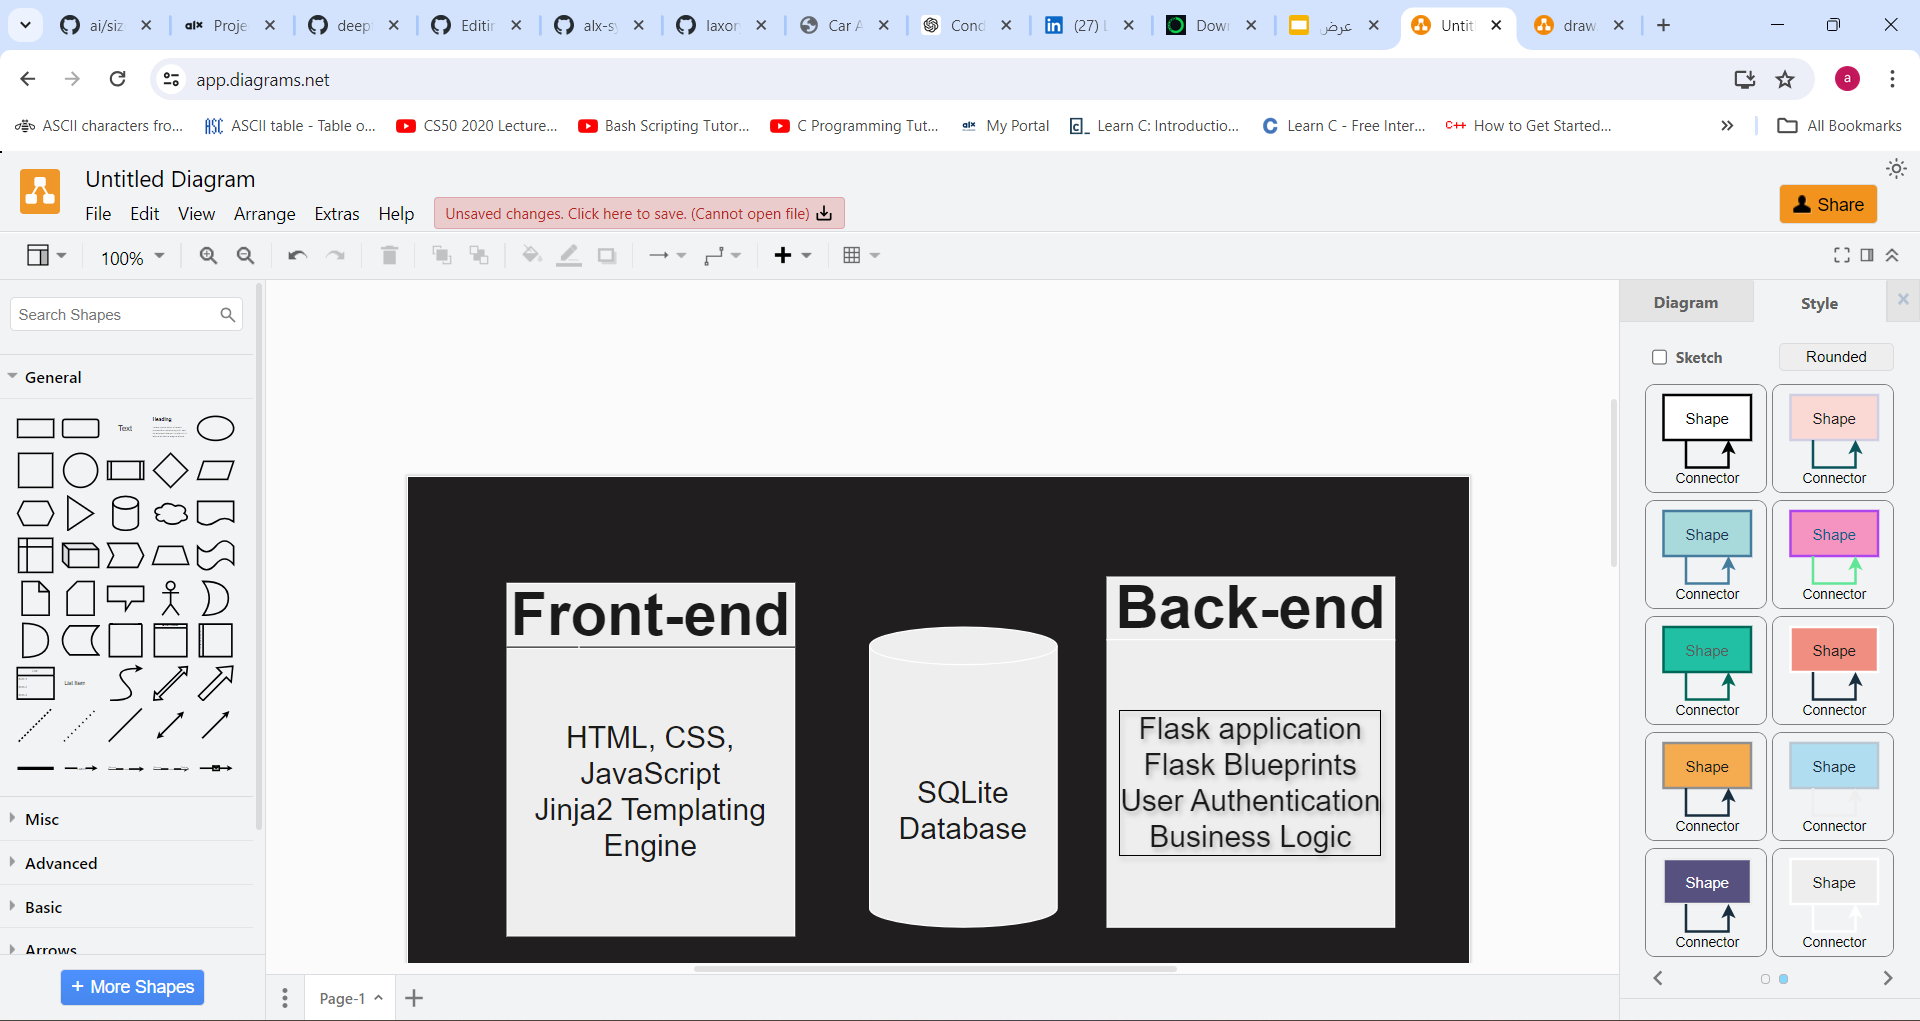 ai/siz
Proje
deep
Editir
alx-sy
laxor
Car A
Cond
(27) L
Dow
عرض
Untit
draw
app.diagrams.net
a
ASCII characters fro...
ASCII table - Table o...
CS50 2020 Lecture...
Bash Scripting Tutor...
C Programming Tut...
My Portal
Learn C: Introductio...
Learn C - Free Inter...
How to Get Started...
All Bookmarks
Untitled Diagram
File Edit View Arrange Extras Help
Unsaved changes. Click here to save. (Cannot open file)
Share
100%
Search Shapes
General
Text
Heading
List Item
Misc
Advanced
Basic
Arrows
+ More Shapes
Front-end
HTML, CSS,
JavaScript
Jinja2 Templating
Engine
SQLite
Database
Back-end
Flask application
Flask Blueprints
User Authentication
Business Logic
Page-1
Diagram
Style
Sketch
Rounded
Shape
Connector
Shape
Connector
Shape
Connector
Shape
Connector
Shape
Connector
Shape
Connector
Shape
Connector
Shape
Connector
Shape
Connector
Shape
Connector